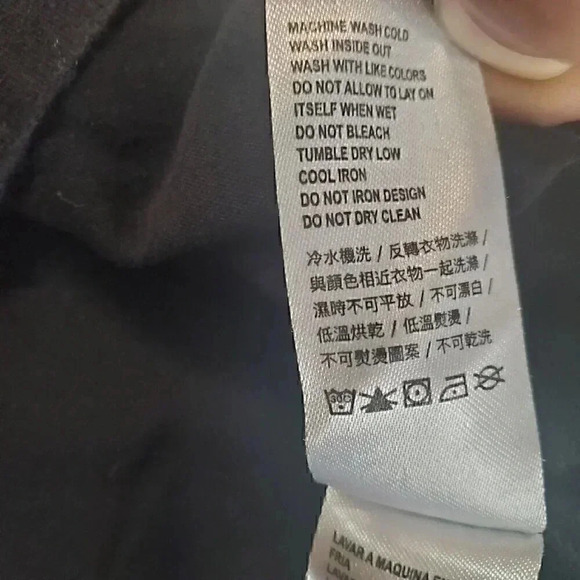 MACHINE WASH COLD
WASH INSIDE OUT
WASH WITH LIKE COLORS
DO NOT ALLOW TO LAY ON
ITSELF WHEN WET
DO NOT BLEACH
TUMBLE DRY LOW
COOL IRON
DO NOT IRON DESIGN
DO NOT DRY CLEAN
冷水機洗 / 反轉衣物洗滌 /
與顏色相近衣物一起洗滌 /
濕時不可平放 / 不可漂白 /
低溫烘乾 / 低溫熨燙 /
不可熨燙圖案 / 不可乾洗
LAVAR A MAQUINA
FRIA